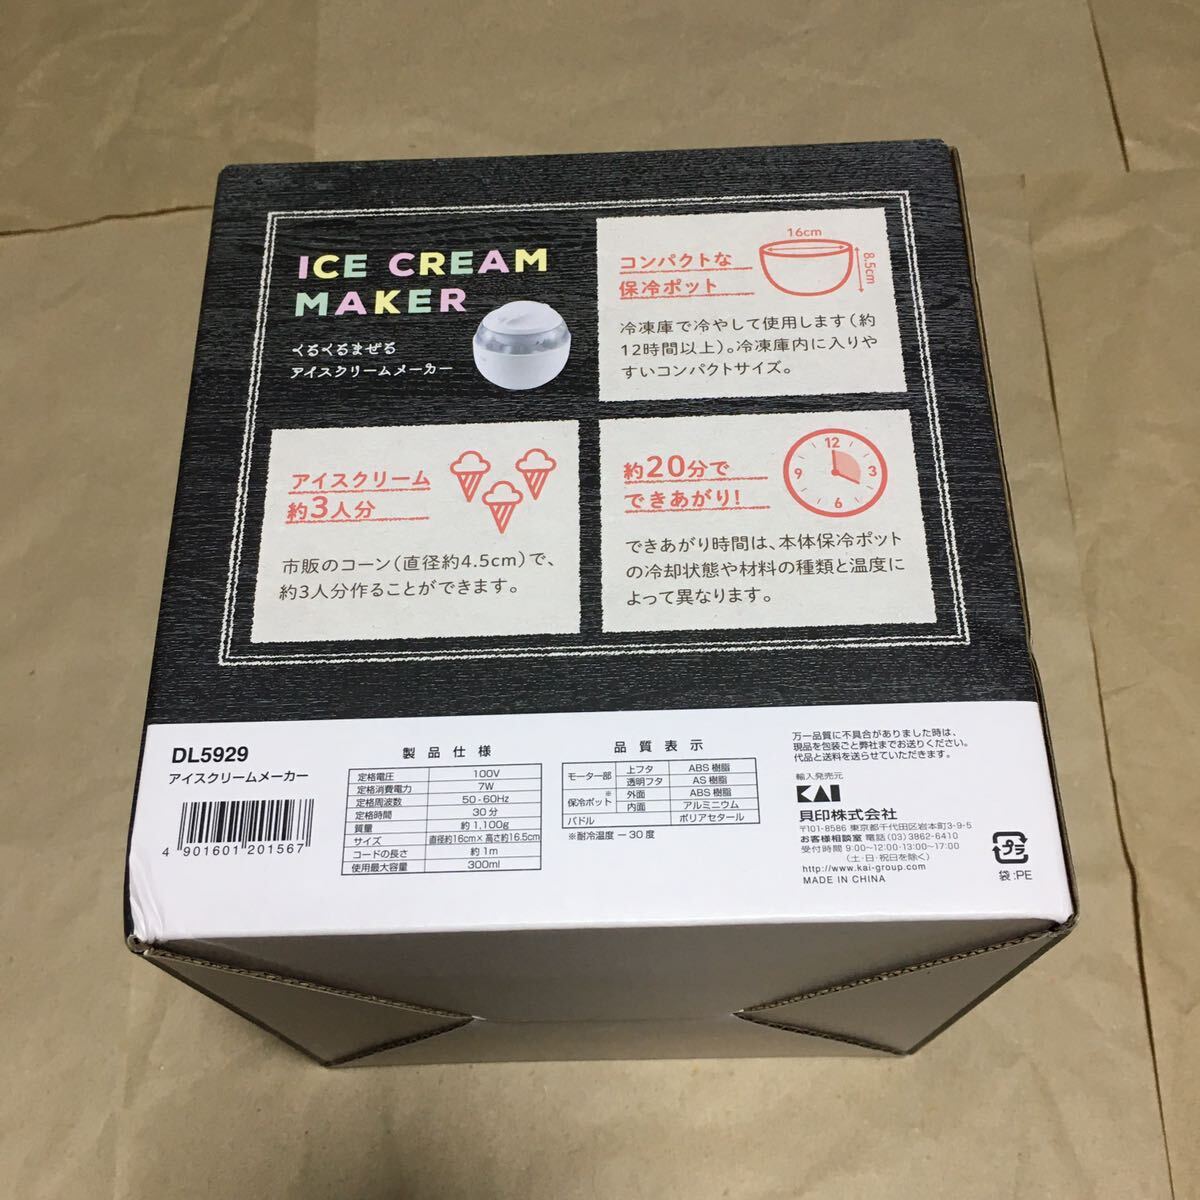 ICE CREAM
MAKER
くるくるまぜる
アイスクリームメーカー
コンパクトな
保冷ポット
16cm
8.5cm
冷凍庫で冷やして使用します（約
12時間以上）。冷凍庫内に入りや
すいコンパクトサイズ。
アイスクリーム
約3人分
市販のコーン（直径約4.5cm）で、
約3人分作ることができます。
約20分で
できあがり！
12
9 3
6
できあがり時間は、本体保冷ポット
の冷却状態や材料の種類と温度に
よって異なります。
DL5929
アイスクリームメーカー
4 901601 201567
製品仕様
定格電圧 100V
定格消費電力 7W
定格周波数 50-60Hz
定格時間 30分
質量 約1,100g
サイズ 直径約16cm×高さ約16.5cm
コードの長さ 約1m
使用最大容量 300ml
品質表示
モーター部 上フタ ABS樹脂
透明フタ AS樹脂
※保冷ポット 外面 ABS樹脂
内面 アルミニウム
パドル ポリアセタール
※耐冷温度 －30度
万一品質に不具合がありました時は、
現品を包装ごと弊社までお送りください。
代品と送料を送らせていただきます。
輸入発売元
KAI
貝印株式会社
〒101-8586 東京都千代田区岩本町3-9-5
お客様相談室 電話(03)3862-6410
受付時間 9:00~12:00・13:00~17:00
（土・日・祝日を除く）
http://www.kai-group.com
MADE IN CHINA
プラ
袋:PE